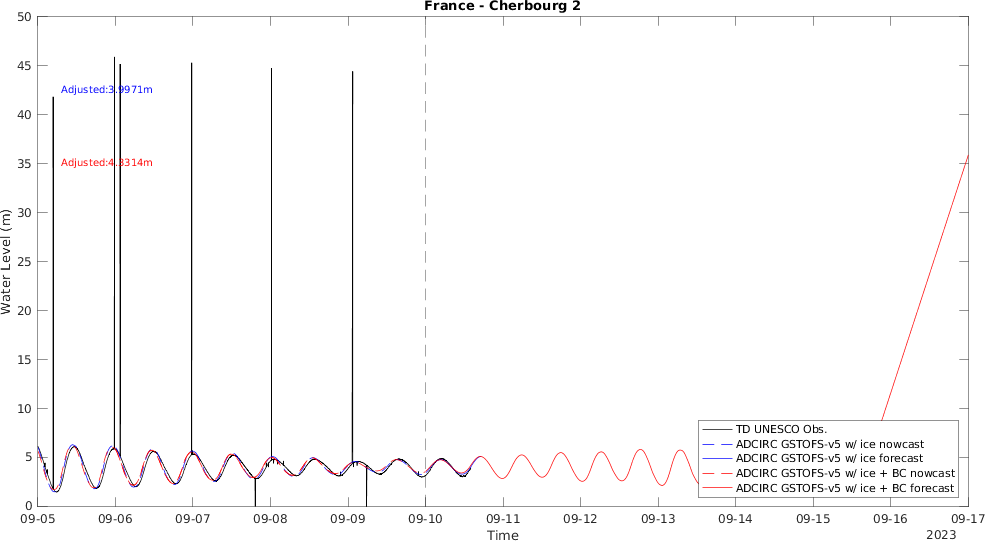 France - Cherbourg 2
50
45
40
35
30
25
20
15
10
5
0
Water Level (m)
Adjusted:3.9971m
Adjusted:4.3314m
TD UNESCO Obs.
ADCIRC GSTOFS-v5 w/ ice nowcast
ADCIRC GSTOFS-v5 w/ ice forecast
ADCIRC GSTOFS-v5 w/ ice + BC nowcast
ADCIRC GSTOFS-v5 w/ ice + BC forecast
09-05 09-06 09-07 09-08 09-09 09-10 09-11 09-12 09-13 09-14 09-15 09-16 09-17
Time
2023